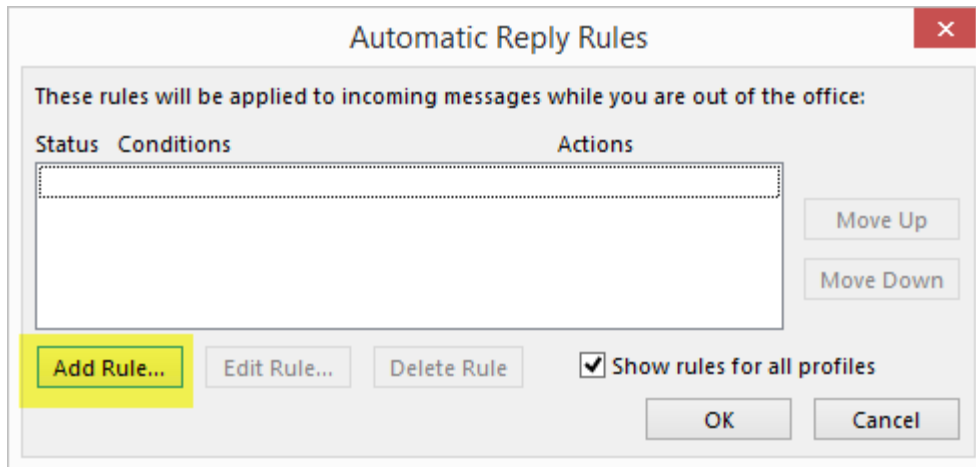 Automatic Reply Rules
These rules will be applied to incoming messages while you are out of the office:
Status Conditions Actions
Move Up
Move Down
Add Rule... Edit Rule... Delete Rule Show rules for all profiles
OK Cancel